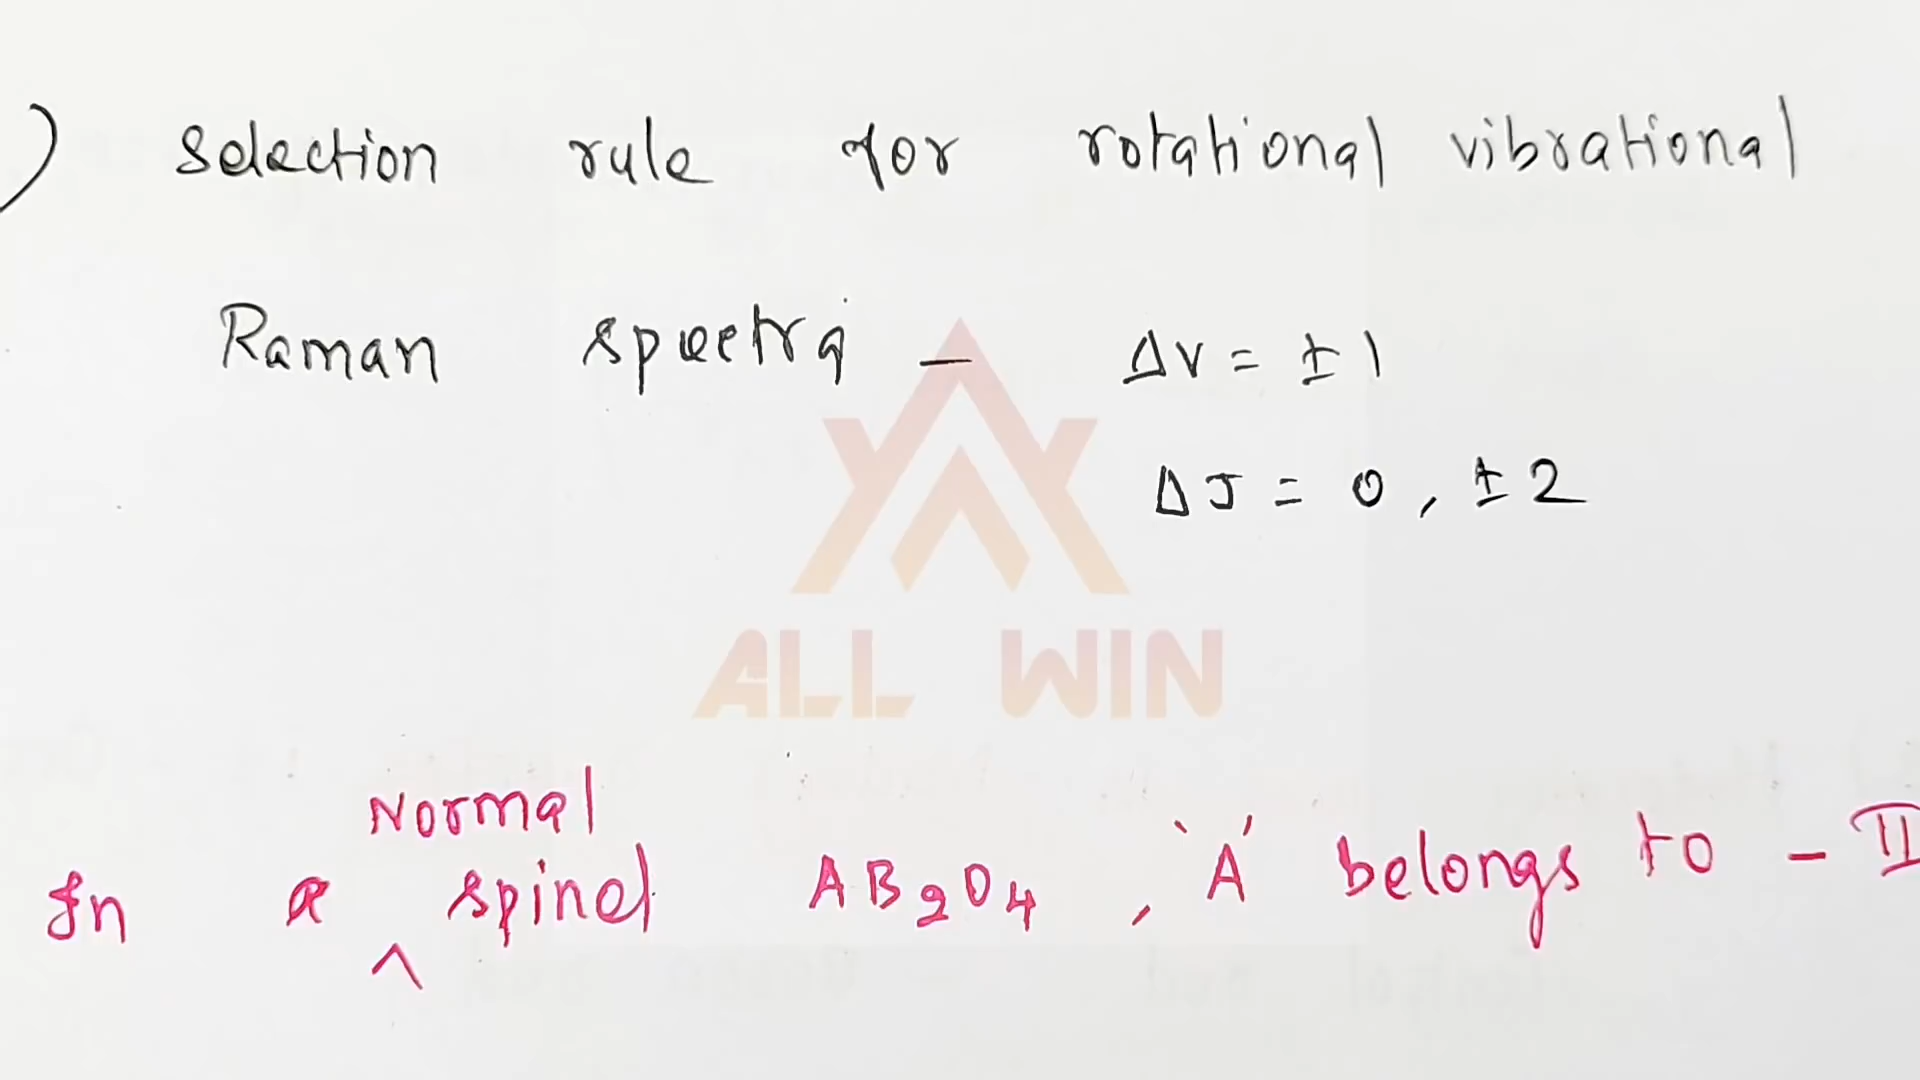 ) Selection rule for rotational vibrational
Raman spectra – ΔV = ±1
ΔJ = 0, ±2
ALL WIN
Normal
In a ^ spinel AB2O4, 'A' belongs to – II